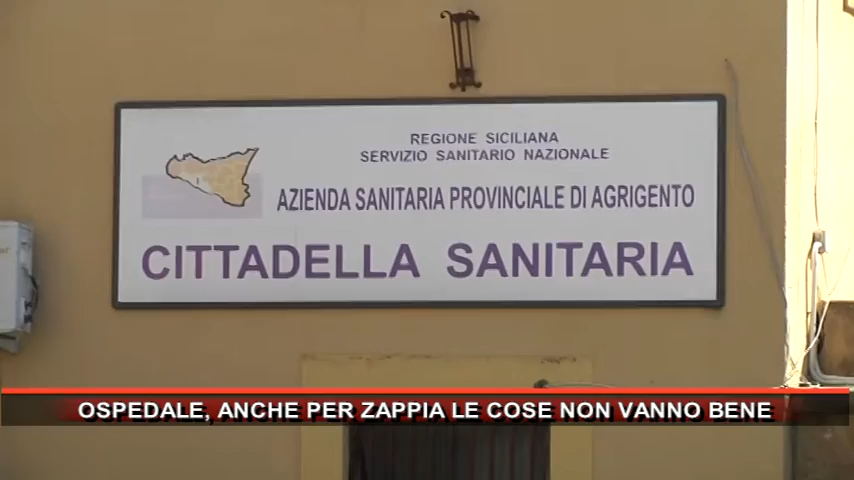 REGIONE SICILIANA
SERVIZIO SANITARIO NAZIONALE
AZIENDA SANITARIA PROVINCIALE DI AGRIGENTO
CITTADELLA SANITARIA
OSPEDALE, ANCHE PER ZAPPIA LE COSE NON VANNO BENE